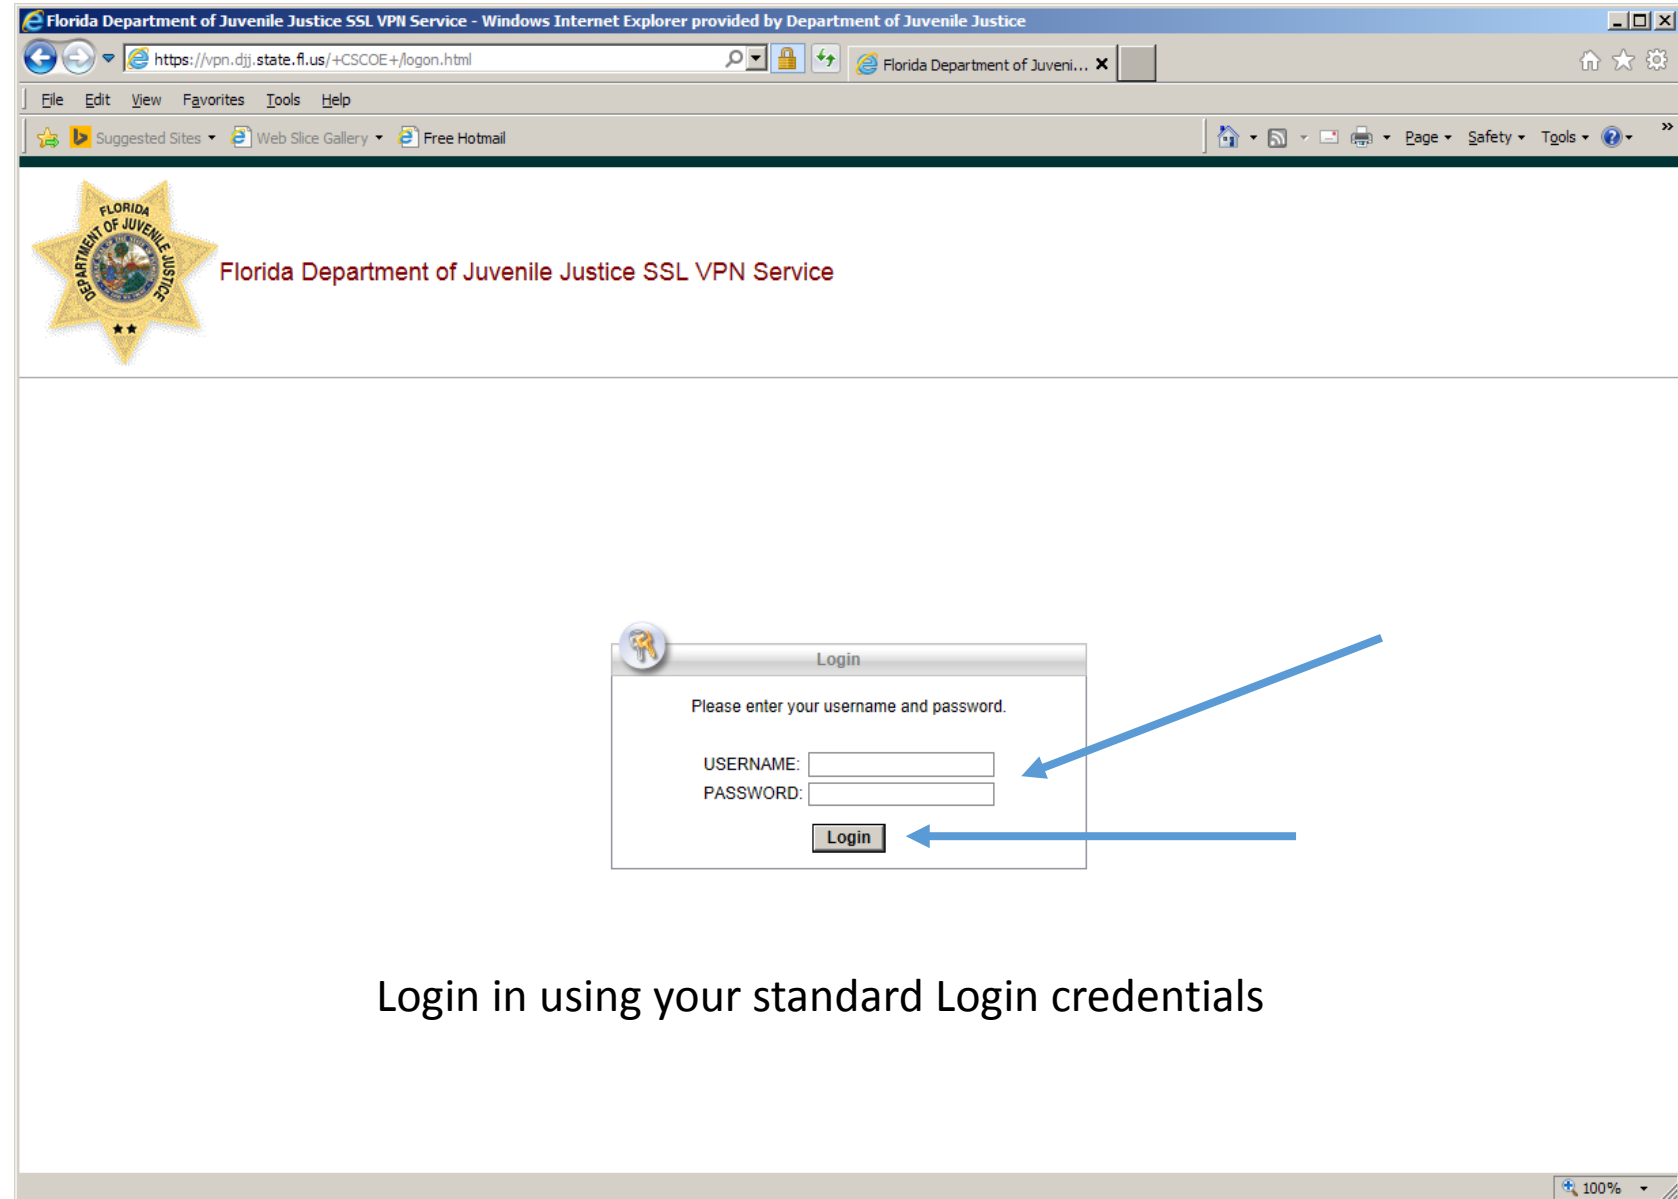 Florida Department of Juvenile Justice SSL VPN Service - Windows Internet Explorer provided by Department of Juvenile Justice
https://vpn.djj.state.fl.us/+CSCOE+/logon.html
Florida Department of Juveni...
File Edit View Favorites Tools Help
Suggested Sites Web Slice Gallery Free Hotmail Page Safety Tools
FLORIDA
DEPARTMENT OF JUVENILE JUSTICE
Florida Department of Juvenile Justice SSL VPN Service
Login
Please enter your username and password.
USERNAME:
PASSWORD:
Login
Login in using your standard Login credentials
100%